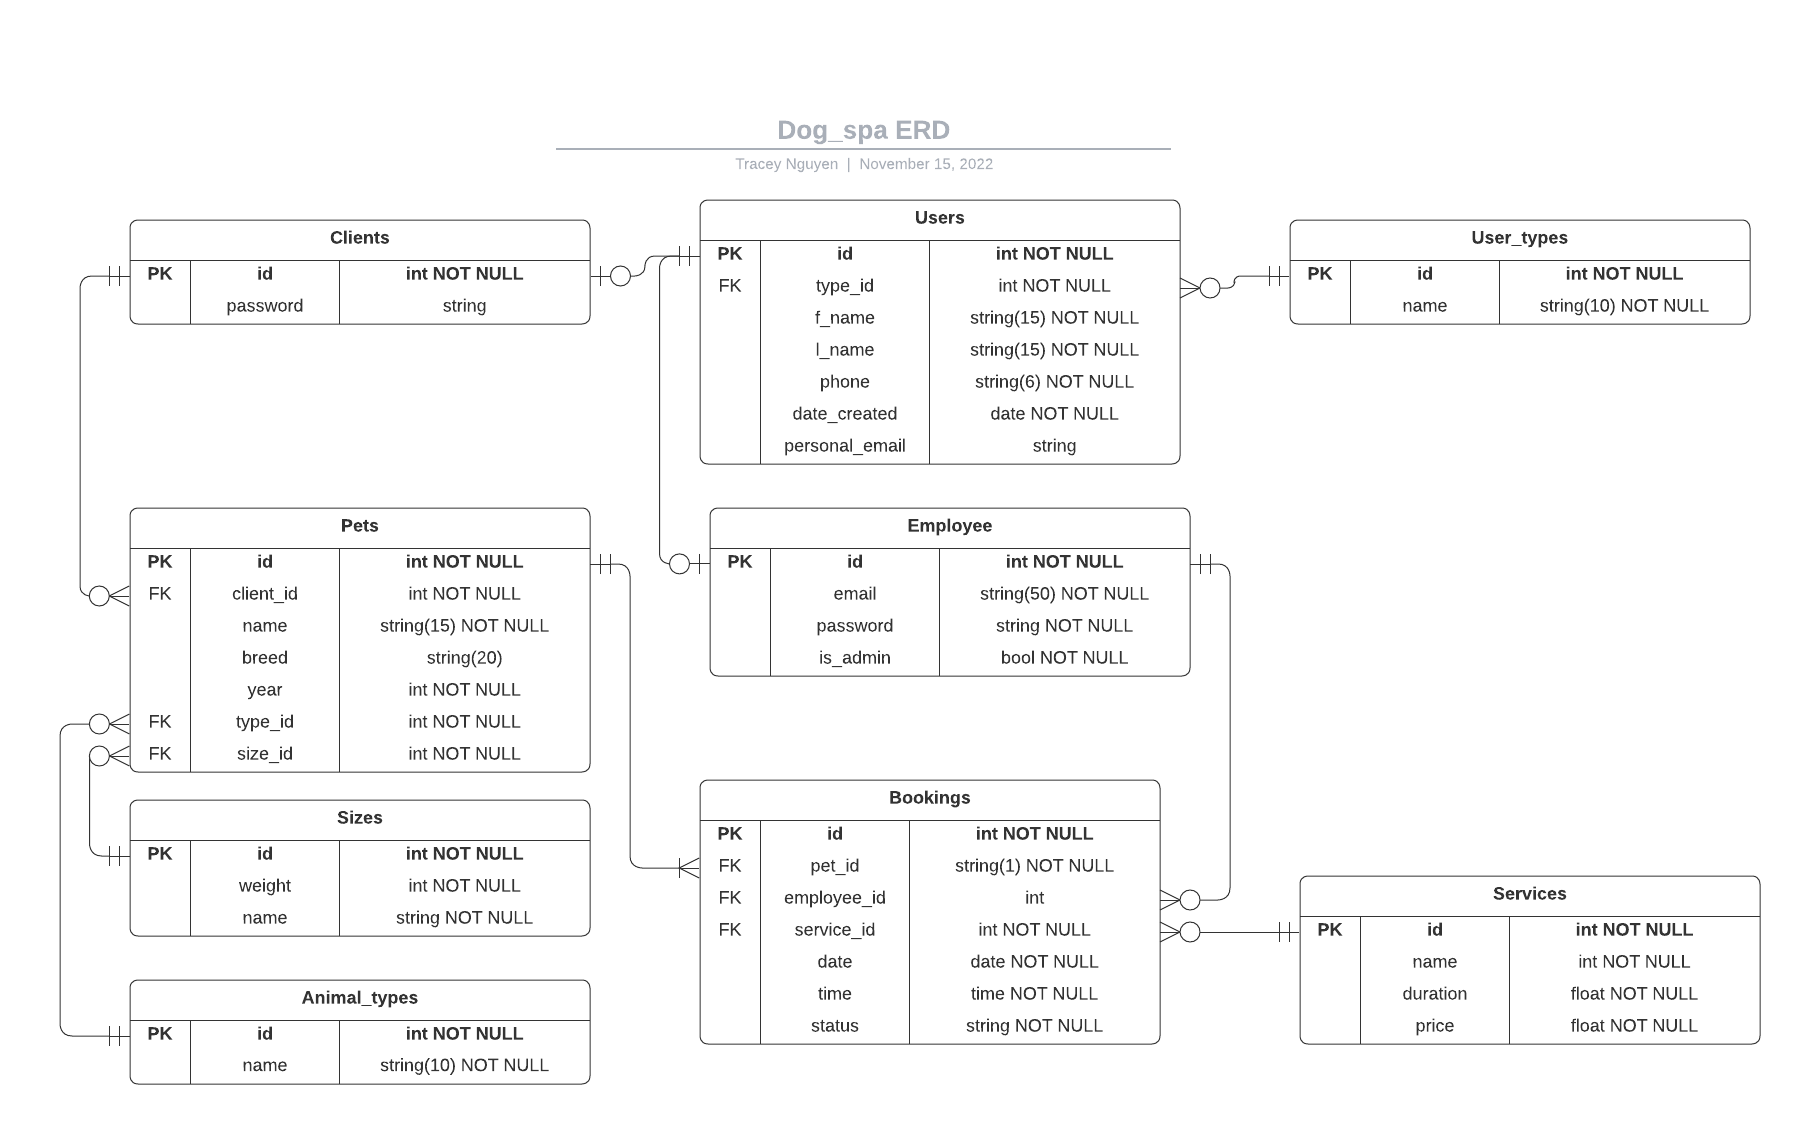 Dog_spa ERD
Tracey Nguyen | November 15, 2022
Clients
PK id int NOT NULL
password string
Users
PK id int NOT NULL
FK type_id int NOT NULL
f_name string(15) NOT NULL
l_name string(15) NOT NULL
phone string(6) NOT NULL
date_created date NOT NULL
personal_email string
User_types
PK id int NOT NULL
name string(10) NOT NULL
Pets
PK id int NOT NULL
FK client_id int NOT NULL
name string(15) NOT NULL
breed string(20)
year int NOT NULL
FK type_id int NOT NULL
FK size_id int NOT NULL
Employee
PK id int NOT NULL
email string(50) NOT NULL
password string NOT NULL
is_admin bool NOT NULL
Sizes
PK id int NOT NULL
weight int NOT NULL
name string NOT NULL
Bookings
PK id int NOT NULL
FK pet_id string(1) NOT NULL
FK employee_id int
FK service_id int NOT NULL
date date NOT NULL
time time NOT NULL
status string NOT NULL
Services
PK id int NOT NULL
name int NOT NULL
duration float NOT NULL
price float NOT NULL
Animal_types
PK id int NOT NULL
name string(10) NOT NULL